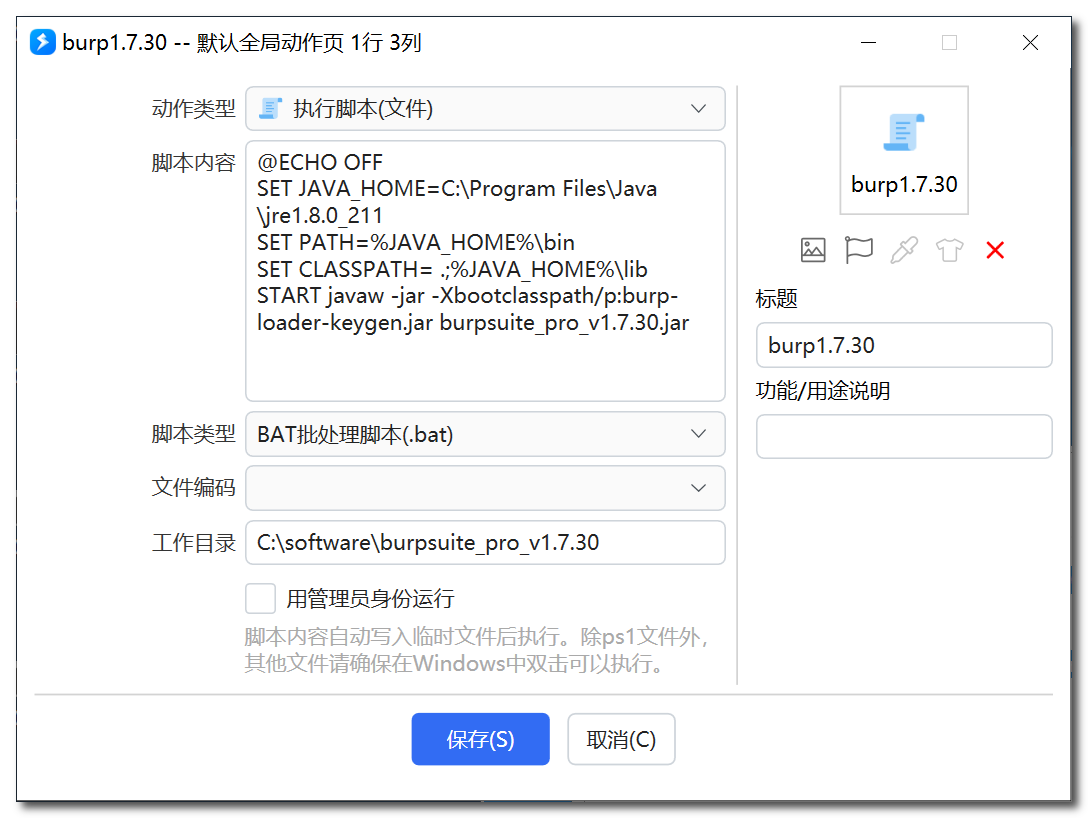 burp1.7.30 -- 默认全局动作页 1行 3列
动作类型
执行脚本(文件)
脚本内容
@ECHO OFF
SET JAVA_HOME=C:\Program Files\Java
\jre1.8.0_211
SET PATH=%JAVA_HOME%\bin
SET CLASSPATH= .;%JAVA_HOME%\lib
START javaw -jar -Xbootclasspath/p:burp-
loader-keygen.jar burpsuite_pro_v1.7.30.jar
脚本类型
BAT批处理脚本(.bat)
文件编码
工作目录
C:\software\burpsuite_pro_v1.7.30
用管理员身份运行
脚本内容自动写入临时文件后执行。除ps1文件外，
其他文件请确保在Windows中双击可以执行。
burp1.7.30
标题
burp1.7.30
功能/用途说明
保存(S)
取消(C)